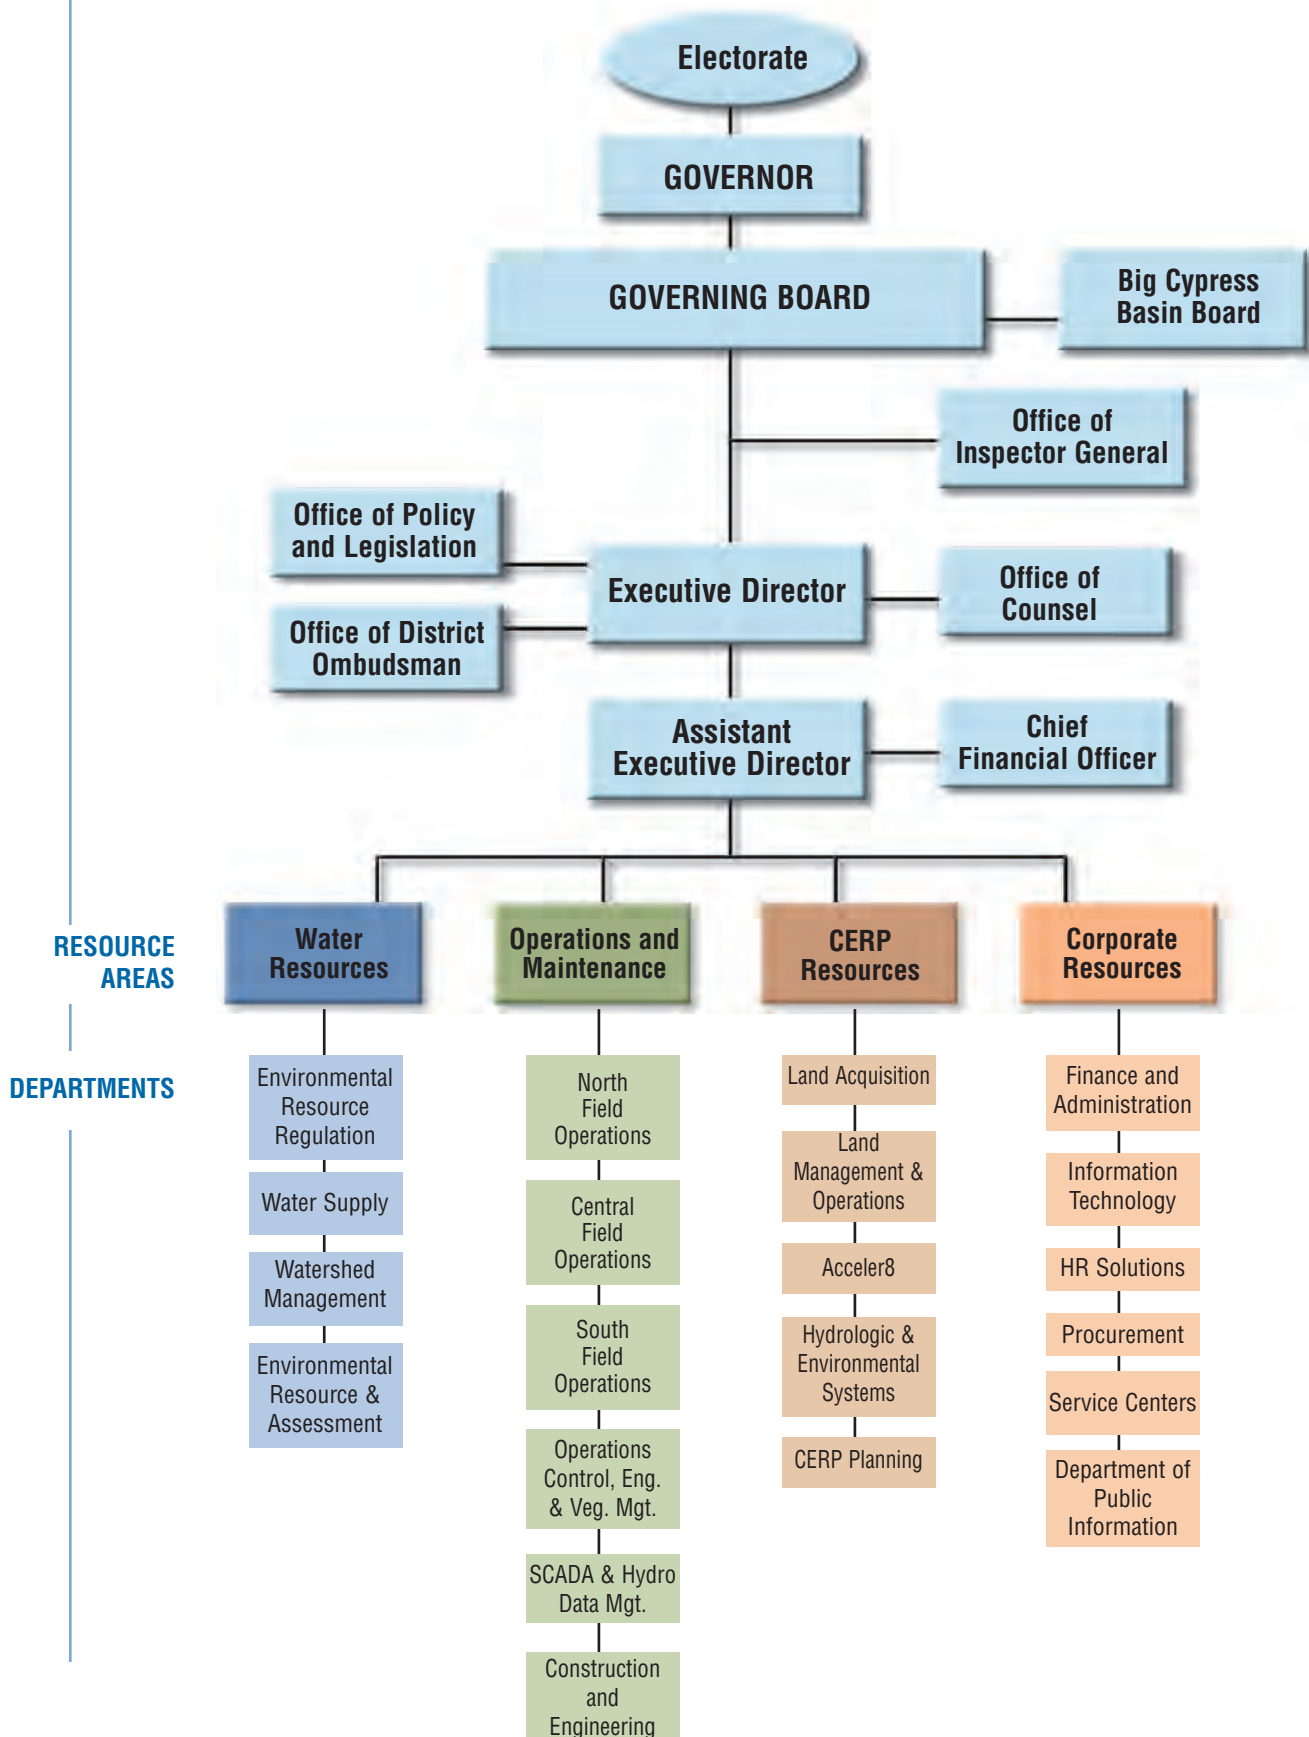 Electorate
GOVERNOR
GOVERNING BOARD
Big Cypress
Basin Board
Office of
Inspector General
Office of Policy
and Legislation
Executive Director
Office of
Counsel
Office of District
Ombudsman
Assistant
Executive Director
Chief
Financial Officer
RESOURCE
AREAS
Water
Resources
Operations and
Maintenance
CERP
Resources
Corporate
Resources
DEPARTMENTS
Environmental
Resource
Regulation
Water Supply
Watershed
Management
Environmental
Resource &
Assessment
North
Field
Operations
Central
Field
Operations
South
Field
Operations
Operations
Control, Eng.
& Veg. Mgt.
SCADA & Hydro
Data Mgt.
Construction
and
Engineering
Land Acquisition
Land
Management &
Operations
Acceler8
Hydrologic &
Environmental
Systems
CERP Planning
Finance and
Administration
Information
Technology
HR Solutions
Procurement
Service Centers
Department of
Public
Information